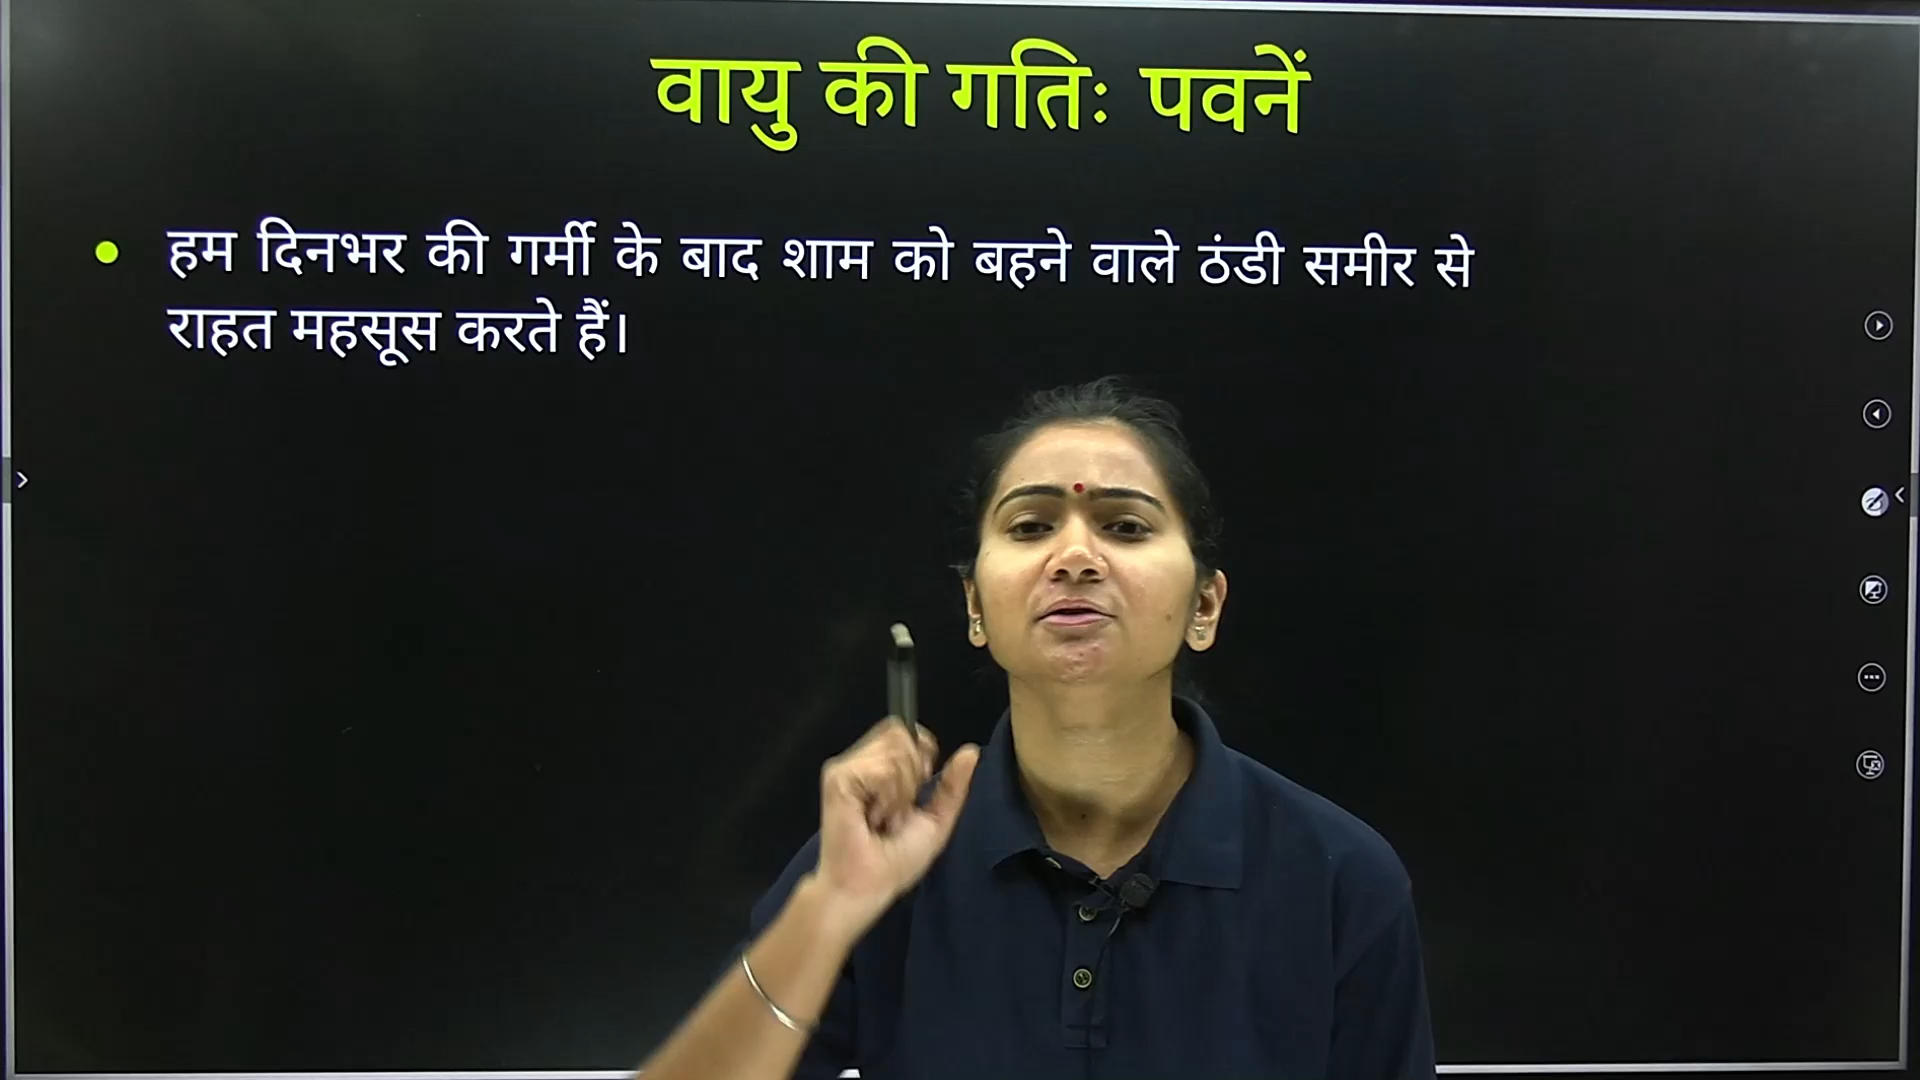 वायु की गतिः पवनें
हम दिनभर की गर्मी के बाद शाम को बहने वाले ठंडी समीर से
राहत महसूस करते हैं।